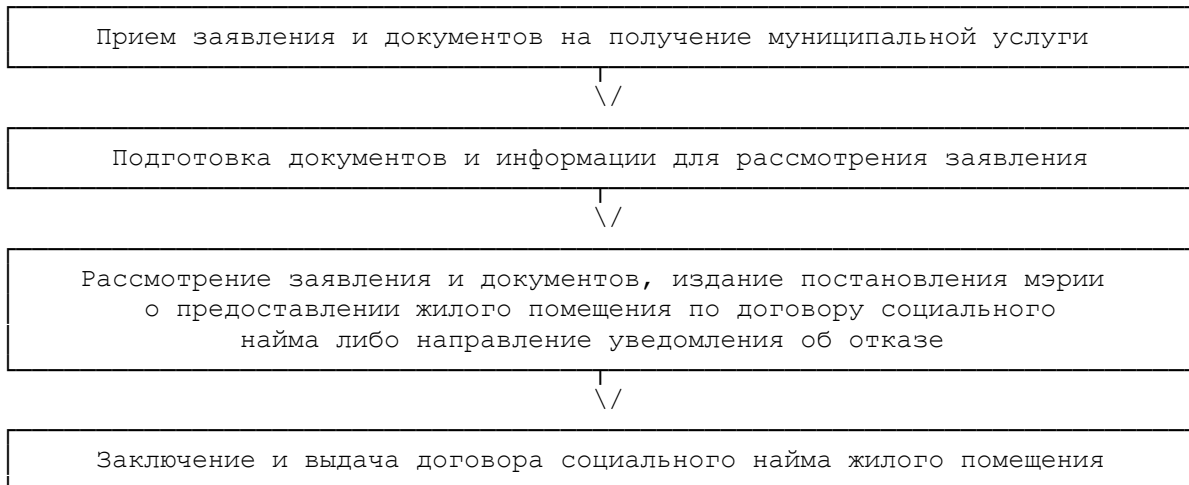 Прием заявления и документов на получение муниципальной услуги
Подготовка документов и информации для рассмотрения заявления
Рассмотрение заявления и документов, издание постановления мэрии
о предоставлении жилого помещения по договору социального
найма либо направление уведомления об отказе
Заключение и выдача договора социального найма жилого помещения